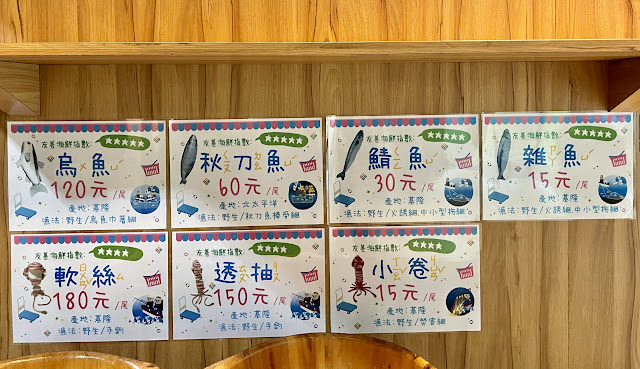 友善海鮮指數: ★★★★★
烏魚
120元/尾
產地:基隆
漁法:野生/烏魚巾著網
友善海鮮指數: ★★★★★
秋刀魚
60元/尾
產地:北太平洋
漁法:野生/秋刀魚棒受網
友善海鮮指數: ★★★★★
鯖魚
30元/尾
產地:基隆
漁法:野生/火誘網.中小型拖網
友善海鮮指數: ★★★★★
雜魚
15元/尾
產地:基隆
漁法:野生/火誘網.中小型拖網
友善海鮮指數: ★★★★
軟絲
180元/尾
產地:基隆
漁法:野生/手釣
友善海鮮指數: ★★★★
透抽
150元/尾
產地:基隆
漁法:野生/手釣
友善海鮮指數: ★★★★
小卷
15元/尾
產地:基隆
漁法:野生/焚寄網